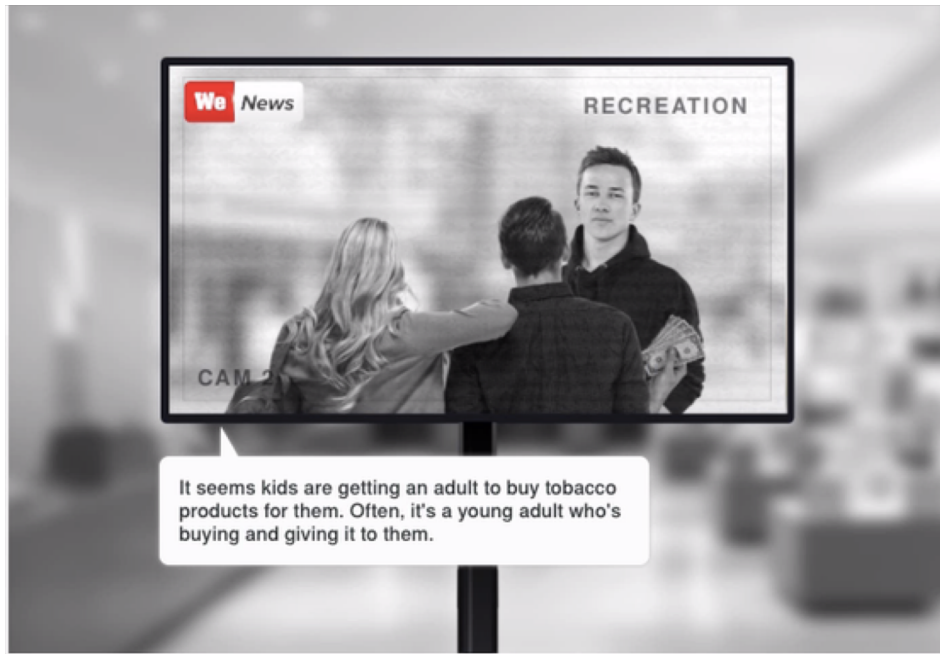 We News
RECREATION
CAM 2
It seems kids are getting an adult to buy tobacco
products for them. Often, it's a young adult who's
buying and giving it to them.